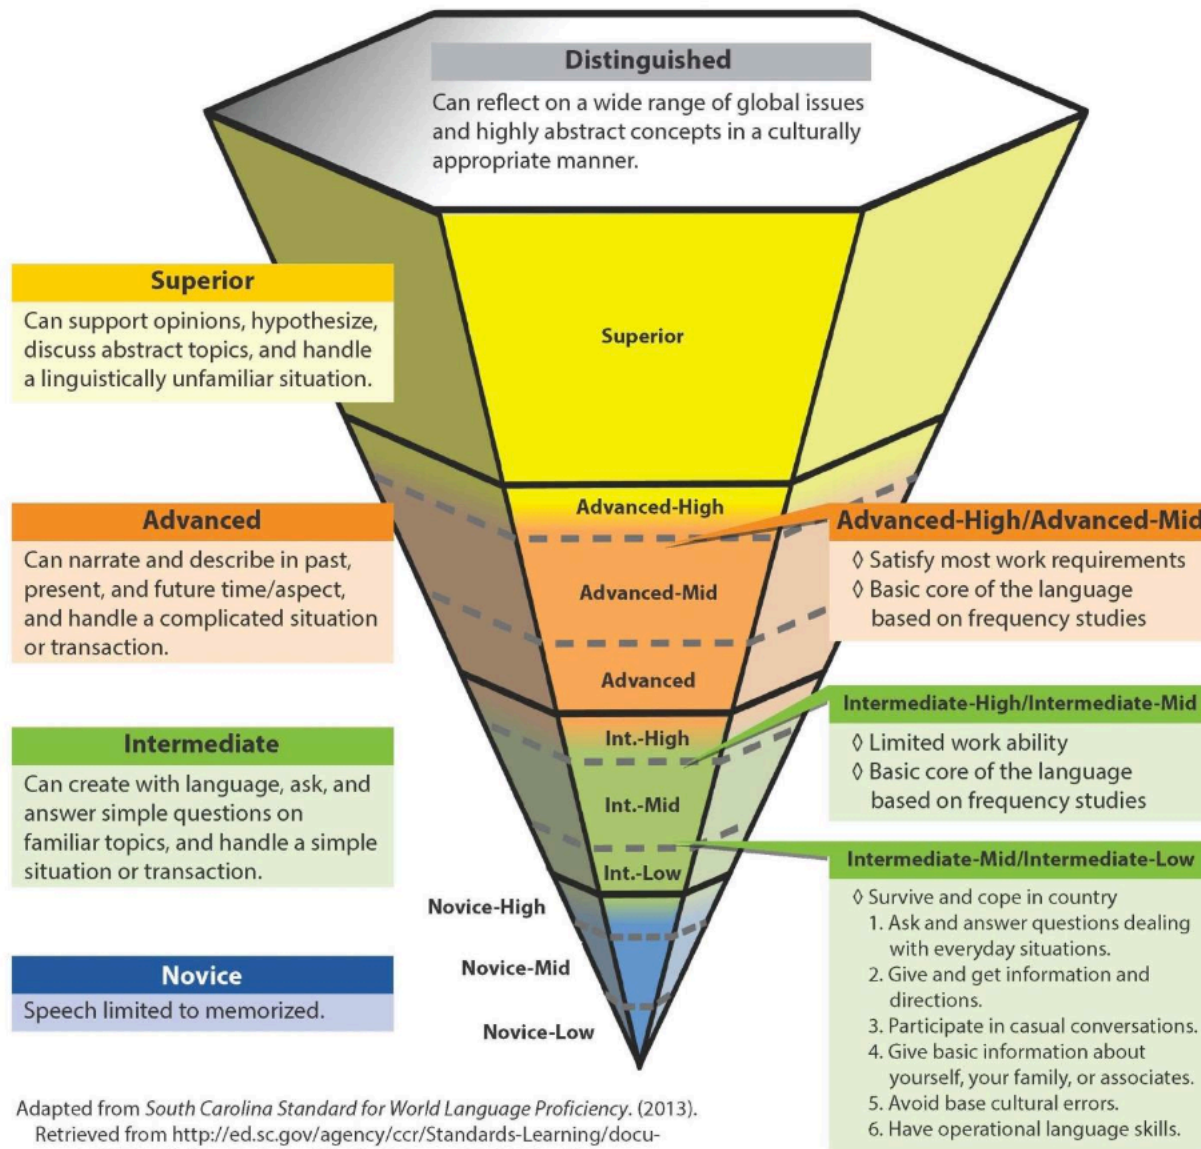 Distinguished
Can reflect on a wide range of global issues
and highly abstract concepts in a culturally
appropriate manner.
Superior
Can support opinions, hypothesize,
discuss abstract topics, and handle
a linguistically unfamiliar situation.
Superior
Advanced-High
Advanced-Mid
Advanced
Advanced
Can narrate and describe in past,
present, and future time/aspect,
and handle a complicated situation
or transaction.
Advanced-High/Advanced-Mid
◊ Satisfy most work requirements
◊ Basic core of the language
based on frequency studies
Int.-High
Int.-Mid
Int.-Low
Intermediate
Can create with language, ask, and
answer simple questions on
familiar topics, and handle a simple
situation or transaction.
Intermediate-High/Intermediate-Mid
◊ Limited work ability
◊ Basic core of the language
based on frequency studies
Intermediate-Mid/Intermediate-Low
◊ Survive and cope in country
1. Ask and answer questions dealing
with everyday situations.
2. Give and get information and
directions.
3. Participate in casual conversations.
4. Give basic information about
yourself, your family, or associates.
5. Avoid base cultural errors.
6. Have operational language skills.
Novice-High
Novice-Mid
Novice-Low
Novice
Speech limited to memorized.
Adapted from South Carolina Standard for World Language Proficiency. (2013).
Retrieved from http://ed.sc.gov/agency/ccr/Standards-Learning/docu-